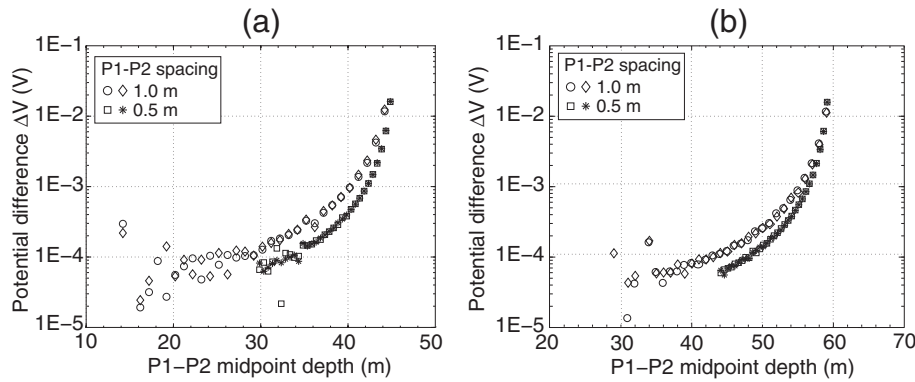 (a)
Potential difference ΔV (V)
1E−1
1E−2
1E−3
1E−4
1E−5
P1-P2 spacing
1.0 m
0.5 m
10 20 30 40 50
P1−P2 midpoint depth (m)
(b)
Potential difference ΔV (V)
1E−1
1E−2
1E−3
1E−4
1E−5
P1-P2 spacing
1.0 m
0.5 m
20 30 40 50 60 70
P1−P2 midpoint depth (m)